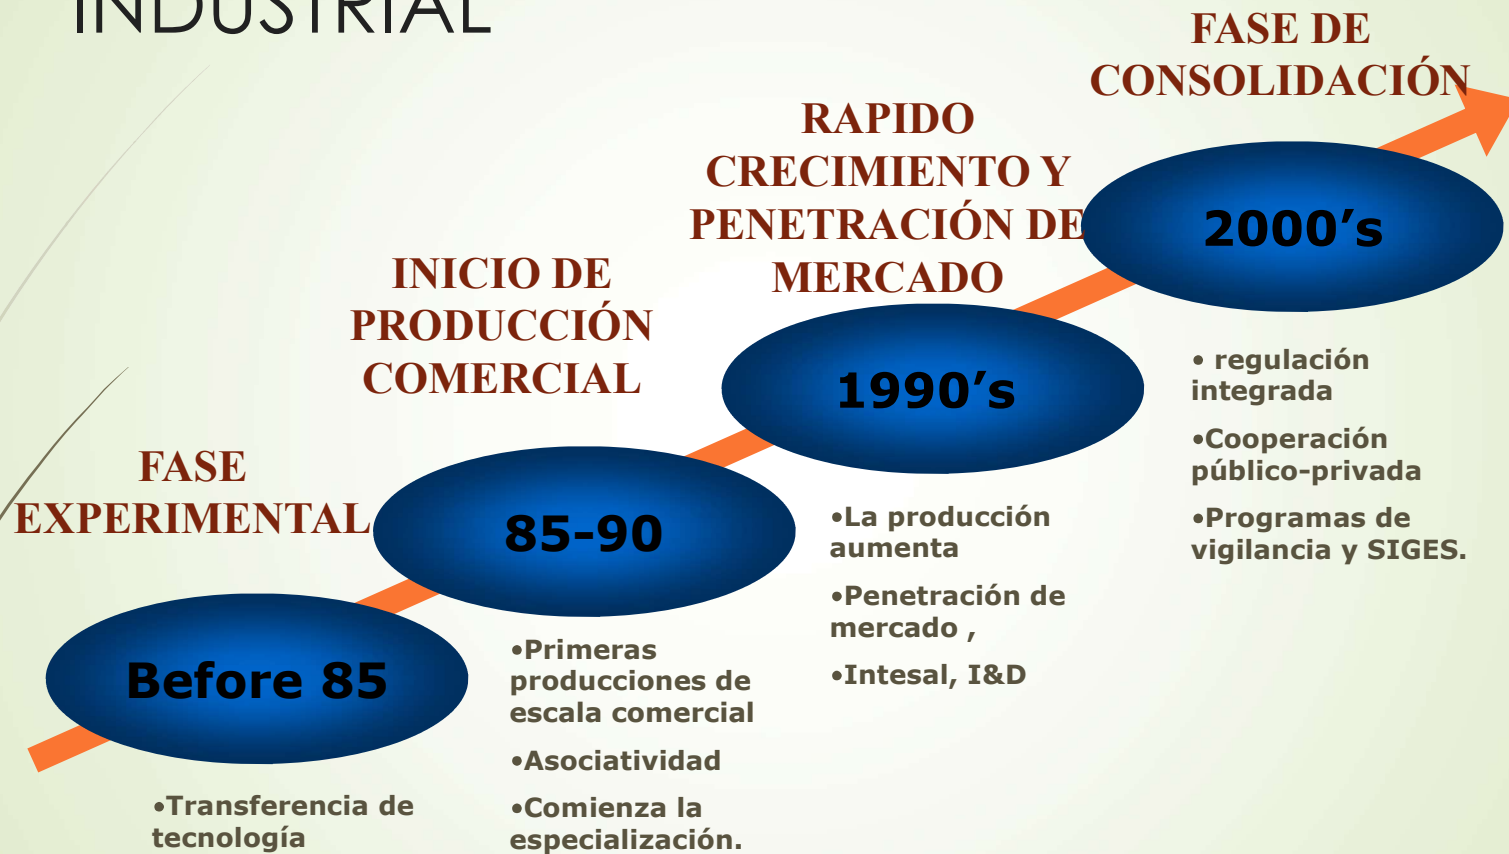 INDUSTRIAL
FASE DE
CONSOLIDACIÓN
RAPIDO
CRECIMIENTO Y
PENETRACIÓN DE
MERCADO
INICIO DE
PRODUCCIÓN
COMERCIAL
FASE
EXPERIMENTAL
2000’s
1990’s
85-90
Before 85
• regulación
integrada
•Cooperación
público-privada
•Programas de
vigilancia y SIGES.
•La producción
aumenta
•Penetración de
mercado ,
•Intesal, I&D
•Primeras
producciones de
escala comercial
•Asociatividad
•Comienza la
especialización.
•Transferencia de
tecnología